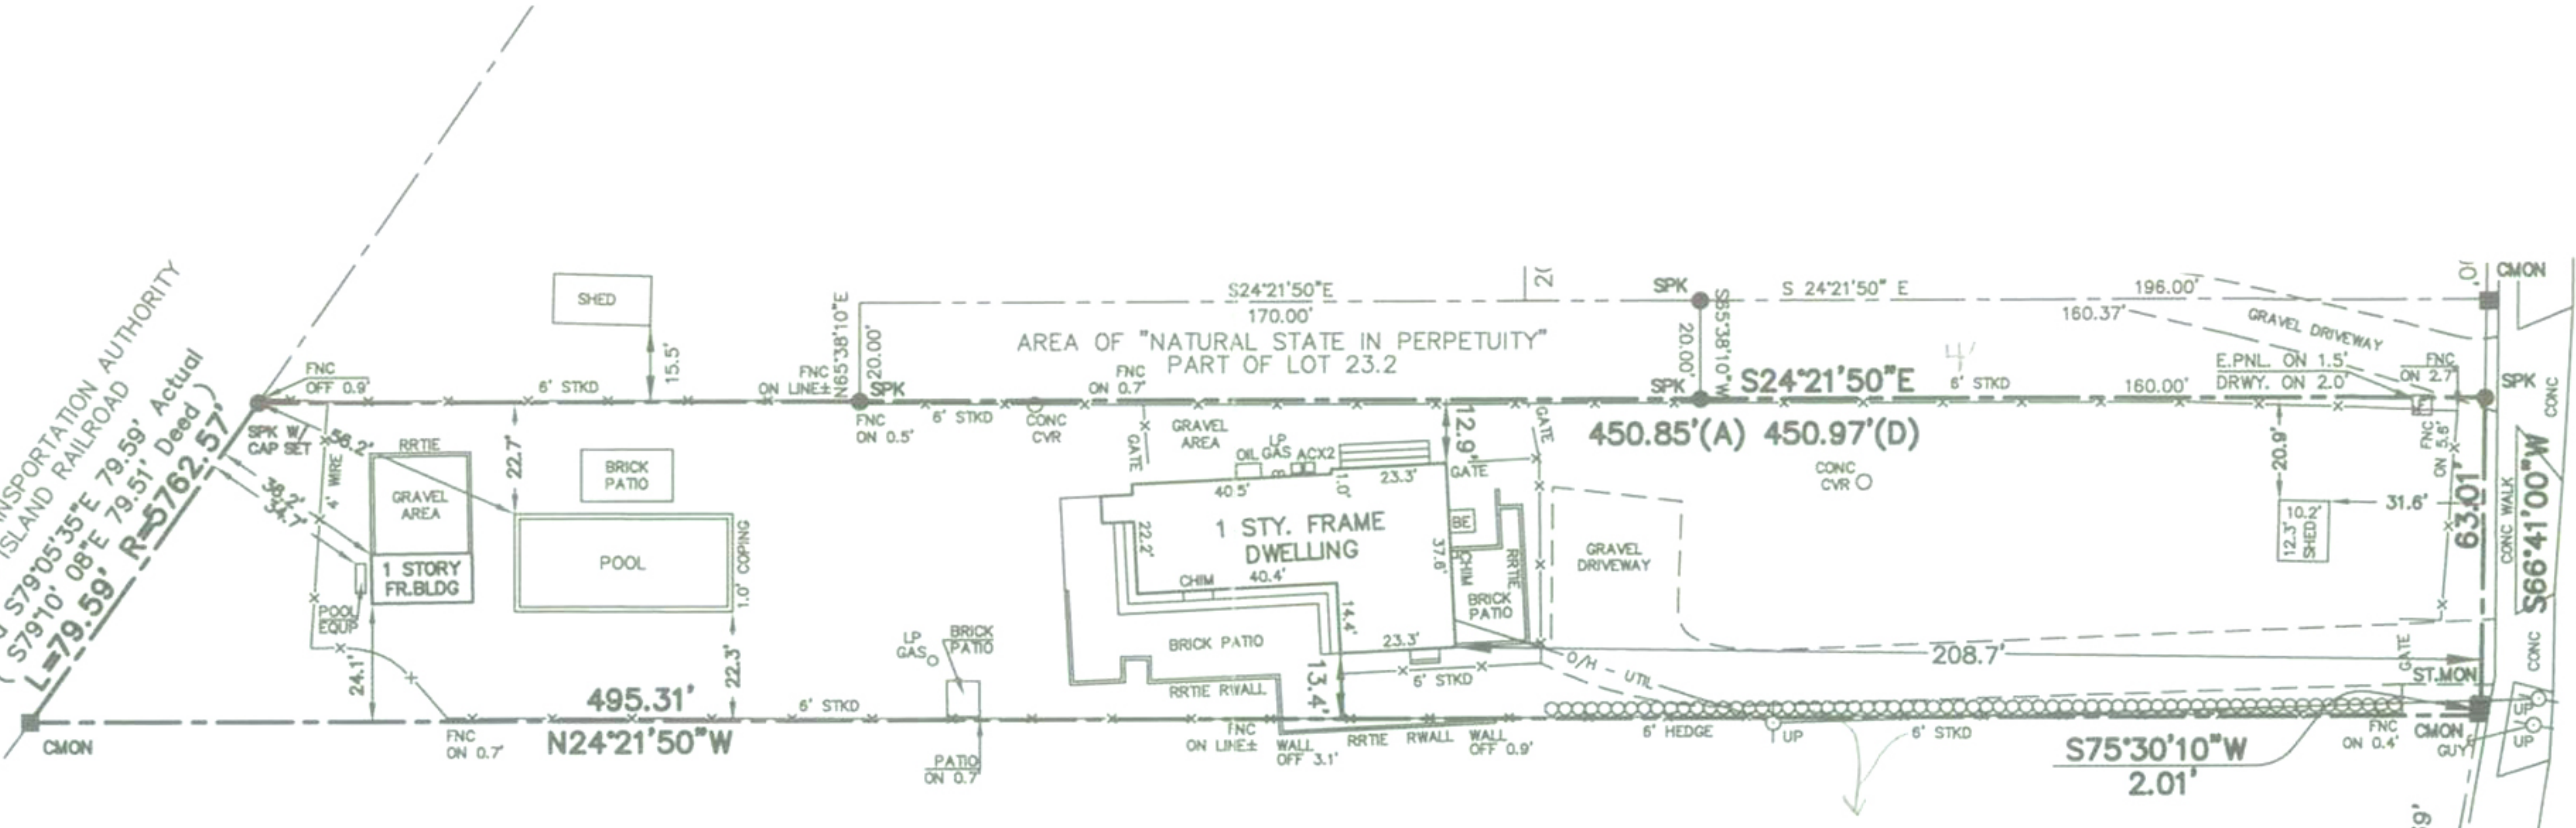 TRANSPORTATION AUTHORITY
ISLAND RAILROAD
S79°05'35"E 79.59' Actual
( S79°10' 08"E 79.51' Deed )
L=79.59' R=5762.57'
FNC
OFF 0.9'
SPK W/
CAP SET
56.2'
38.2'
34.7'
4' WIRE
RRTIE
GRAVEL
AREA
1 STORY
FR.BLDG
POOL
EQUP
24.1'
CMON
SHED
15.5'
6' STKD
22.7'
BRICK
PATIO
POOL
1.0' COPING
22.3'
495.31'
N24°21'50"W
FNC
ON 0.7'
6' STKD
FNC
ON LINE±
N65°38'10"E
20.00'
SPK
FNC
ON 0.5'
6' STKD
CONC
CVR
S24°21'50"E
170.00'
AREA OF "NATURAL STATE IN PERPETUITY"
PART OF LOT 23.2
FNC
ON 0.7'
GATE
GRAVEL
AREA
OIL
LP
GAS
ACX2
40.5'
1.0'
23.3'
12.9'
GATE
GATE
1 STY. FRAME
DWELLING
22.2'
CHIM
40.4'
37.6'
BE
CHIM
RRTIE
BRICK
PATIO
14.4'
23.3'
13.4'
BRICK PATIO
RRTIE RWALL
LP
GAS
BRICK
PATIO
PATIO
ON 0.7'
FNC
ON LINE±
WALL
OFF 3.1'
RRTIE RWALL
WALL
OFF 0.9'
6' STKD
O/H - UTIL
GRAVEL
DRIVEWAY
SPK
S65°38'10"W
20.00'
SPK
S 24°21'50" E
196.00'
160.37'
GRAVEL DRIVEWAY
S24°21'50"E
4'
6' STKD
160.00'
E.PNL. ON 1.5'
DRWY. ON 2.0'
FNC
ON 2.7'
450.85'(A) 450.97'(D)
CONC
CVR
20.9'
10.2'
12.3'
SHED
31.6'
FNC
ON 5.6'
63.01'
CONC WALK
S66°41'00"W
CMON
SPK
CONC
CONC
208.7'
GATE
ST.MON
6' HEDGE
UP
6' STKD
S75°30'10"W
2.01'
FNC
ON 0.4'
CMON
GUY
UP
UP